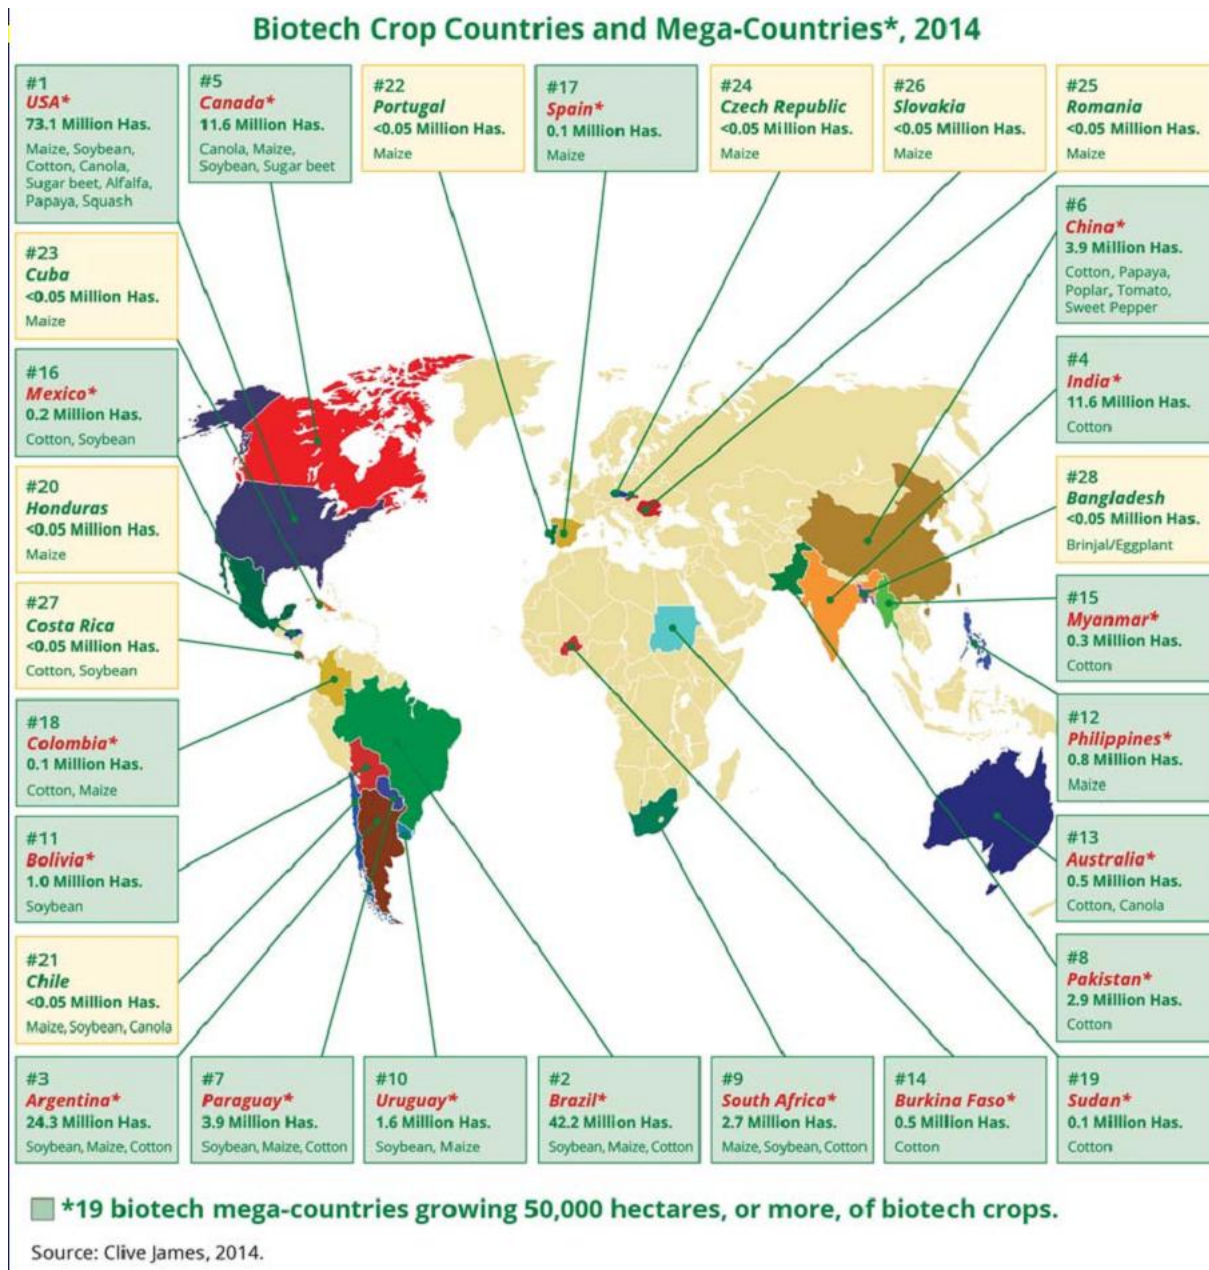 Biotech Crop Countries and Mega-Countries*, 2014
#1
USA*
73.1 Million Has.
Maize, Soybean,
Cotton, Canola,
Sugar beet, Alfalfa,
Papaya, Squash
#5
Canada*
11.6 Million Has.
Canola, Maize,
Soybean, Sugar beet
#22
Portugal
<0.05 Million Has.
Maize
#17
Spain*
0.1 Million Has.
Maize
#24
Czech Republic
<0.05 Million Has.
Maize
#26
Slovakia
<0.05 Million Has.
Maize
#25
Romania
<0.05 Million Has.
Maize
#23
Cuba
<0.05 Million Has.
Maize
#16
Mexico*
0.2 Million Has.
Cotton, Soybean
#20
Honduras
<0.05 Million Has.
Maize
#27
Costa Rica
<0.05 Million Has.
Cotton, Soybean
#18
Colombia*
0.1 Million Has.
Cotton, Maize
#11
Bolivia*
1.0 Million Has.
Soybean
#21
Chile
<0.05 Million Has.
Maize, Soybean, Canola
#6
China*
3.9 Million Has.
Cotton, Papaya,
Poplar, Tomato,
Sweet Pepper
#4
India*
11.6 Million Has.
Cotton
#28
Bangladesh
<0.05 Million Has.
Brinjal/Eggplant
#15
Myanmar*
0.3 Million Has.
Cotton
#12
Philippines*
0.8 Million Has.
Maize
#13
Australia*
0.5 Million Has.
Cotton, Canola
#8
Pakistan*
2.9 Million Has.
Cotton
#3
Argentina*
24.3 Million Has.
Soybean, Maize, Cotton
#7
Paraguay*
3.9 Million Has.
Soybean, Maize, Cotton
#10
Uruguay*
1.6 Million Has.
Soybean, Maize
#2
Brazil*
42.2 Million Has.
Soybean, Maize, Cotton
#9
South Africa*
2.7 Million Has.
Maize, Soybean, Cotton
#14
Burkina Faso*
0.5 Million Has.
Cotton
#19
Sudan*
0.1 Million Has.
Cotton
*19 biotech mega-countries growing 50,000 hectares, or more, of biotech crops.
Source: Clive James, 2014.